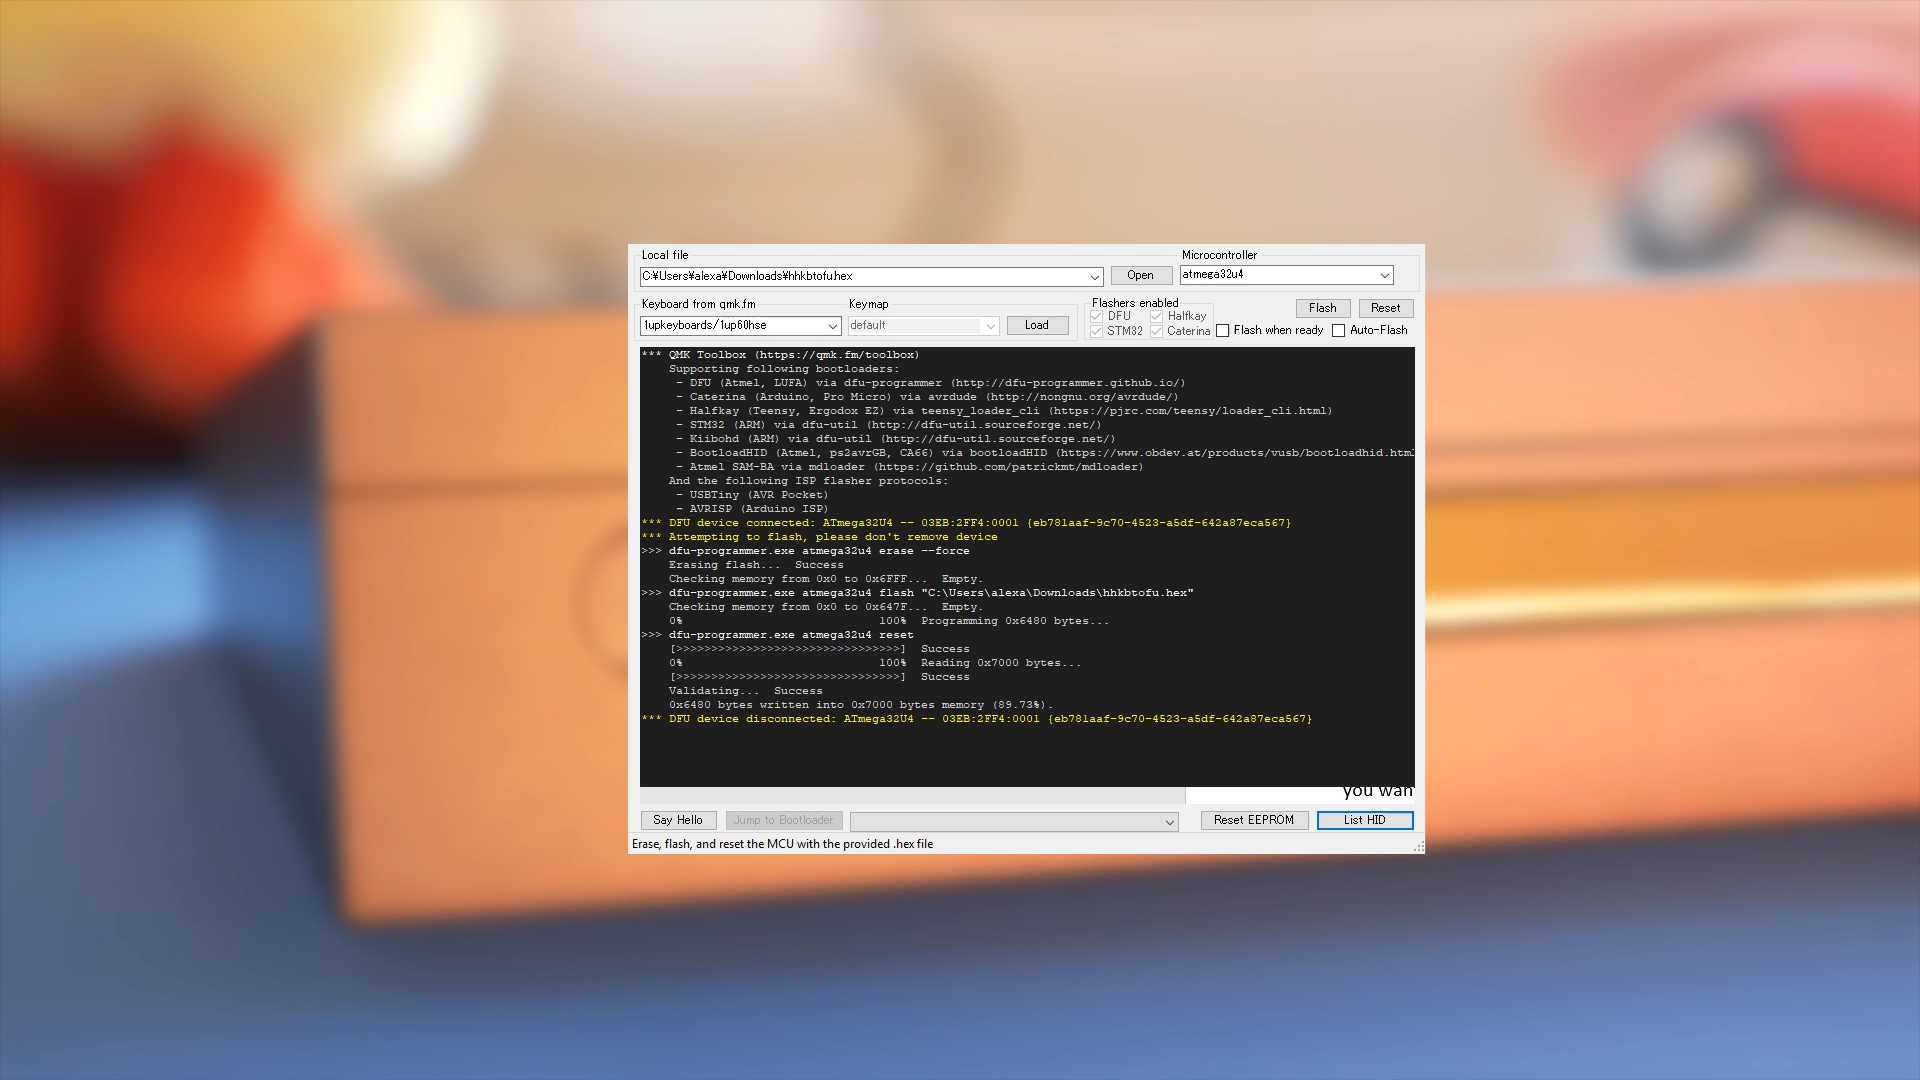 Local file
Microcontroller
C:¥Users¥alexa¥Downloads¥hhkbtofu.hex
Open
atmega32u4
Keyboard from qmk.fm
Keymap
Flashers enabled
Flash
Reset
1upkeyboards/1up60hse
default
Load
DFU
Halfkay
STM32
Caterina
Flash when ready
Auto-Flash
*** QMK Toolbox (https://qmk.fm/toolbox)
Supporting following bootloaders:
- DFU (Atmel, LUFA) via dfu-programmer (http://dfu-programmer.github.io/)
- Caterina (Arduino, Pro Micro) via avrdude (http://nongnu.org/avrdude/)
- Halfkay (Teensy, Ergodox EZ) via teensy_loader_cli (https://pjrc.com/teensy/loader_cli.html)
- STM32 (ARM) via dfu-util (http://dfu-util.sourceforge.net/)
- Kiibohd (ARM) via dfu-util (http://dfu-util.sourceforge.net/)
- BootloadHID (Atmel, ps2avrGB, CA66) via bootloadHID (https://www.obdev.at/products/vusb/bootloadhid.html
- Atmel SAM-BA via mdloader (https://github.com/patrickmt/mdloader)
And the following ISP flasher protocols:
- USBTiny (AVR Pocket)
- AVRISP (Arduino ISP)
*** DFU device connected: ATmega32U4 -- 03EB:2FF4:0001 {eb781aaf-9c70-4523-a5df-642a87eca567}
*** Attempting to flash, please don't remove device
>>> dfu-programmer.exe atmega32u4 erase --force
Erasing flash... Success
Checking memory from 0x0 to 0x6FFF... Empty.
>>> dfu-programmer.exe atmega32u4 flash "C:\Users\alexa\Downloads\hhkbtofu.hex"
Checking memory from 0x0 to 0x647F... Empty.
0% 100% Programming 0x6480 bytes...
>>> dfu-programmer.exe atmega32u4 reset
[>>>>>>>>>>>>>>>>>>>>>>>>>>>>>>>>] Success
0% 100% Reading 0x7000 bytes...
[>>>>>>>>>>>>>>>>>>>>>>>>>>>>>>>>] Success
Validating... Success
0x6480 bytes written into 0x7000 bytes memory (89.73%).
*** DFU device disconnected: ATmega32U4 -- 03EB:2FF4:0001 {eb781aaf-9c70-4523-a5df-642a87eca567}
you wan
Say Hello
Jump to Bootloader
Reset EEPROM
List HID
Erase, flash, and reset the MCU with the provided .hex file